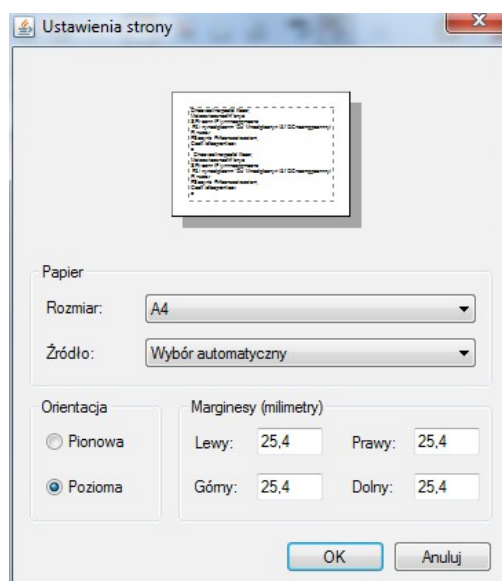 Ustawienia strony
Papier
Rozmiar: A4
Źródło: Wybór automatyczny
Orientacja Marginesy (milimetry)
Pionowa Lewy: 25,4 Prawy: 25,4
Pozioma Górny: 25,4 Dolny: 25,4
OK Anuluj